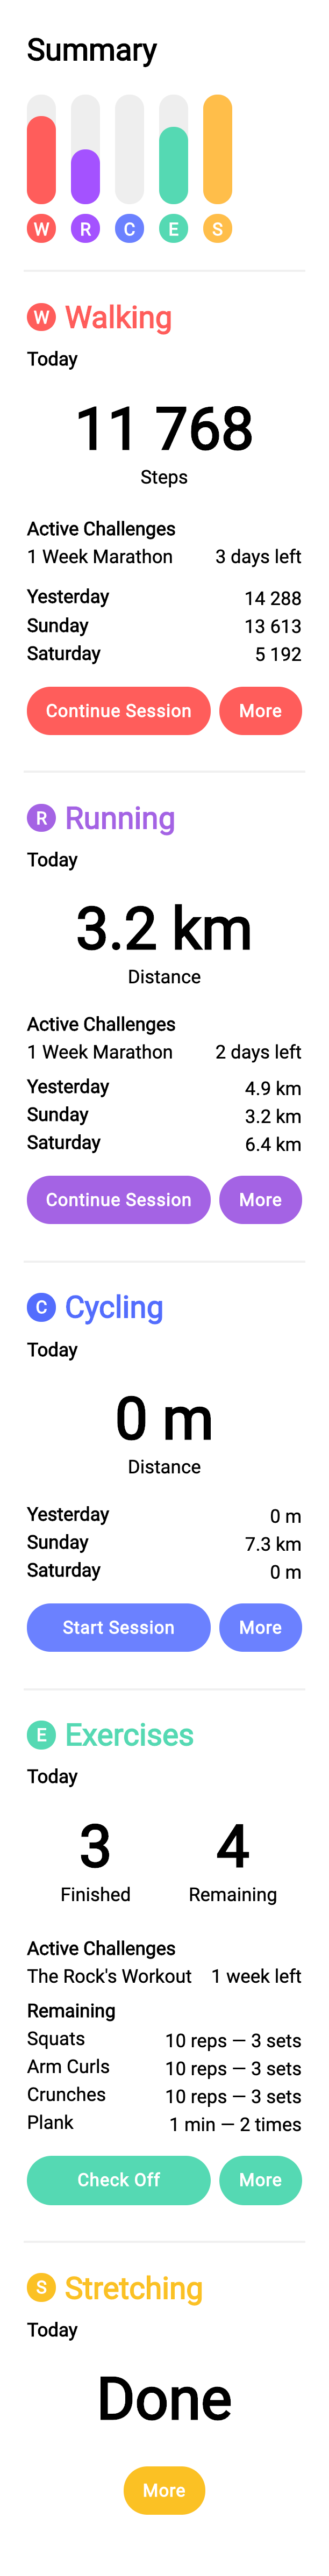 Summary
W R C E S
W Walking
Today
11 768
Steps
Active Challenges
1 Week Marathon 3 days left
Yesterday 14 288
Sunday 13 613
Saturday 5 192
Continue Session More
R Running
Today
3.2 km
Distance
Active Challenges
1 Week Marathon 2 days left
Yesterday 4.9 km
Sunday 3.2 km
Saturday 6.4 km
Continue Session More
C Cycling
Today
0 m
Distance
Yesterday 0 m
Sunday 7.3 km
Saturday 0 m
Start Session More
E Exercises
Today
3 4
Finished Remaining
Active Challenges
The Rock's Workout 1 week left
Remaining
Squats 10 reps — 3 sets
Arm Curls 10 reps — 3 sets
Crunches 10 reps — 3 sets
Plank 1 min — 2 times
Check Off More
S Stretching
Today
Done
More